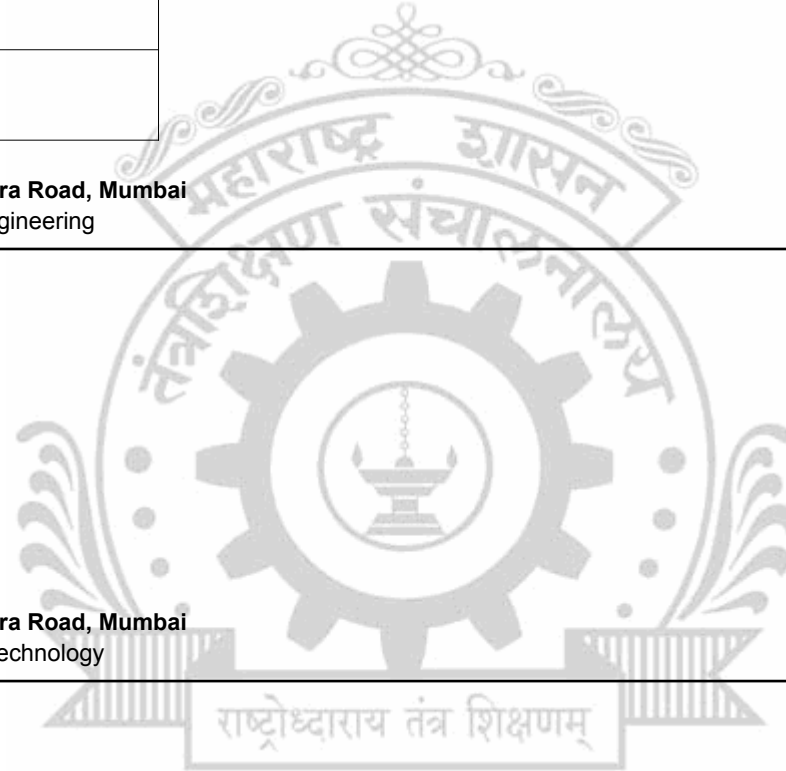 महाराष्ट्र शासन
तंत्रशिक्षण संचालनालय
ra Road, Mumbai
gineering
ra Road, Mumbai
echnology
राष्ट्रोध्दाराय तंत्र शिक्षणम्